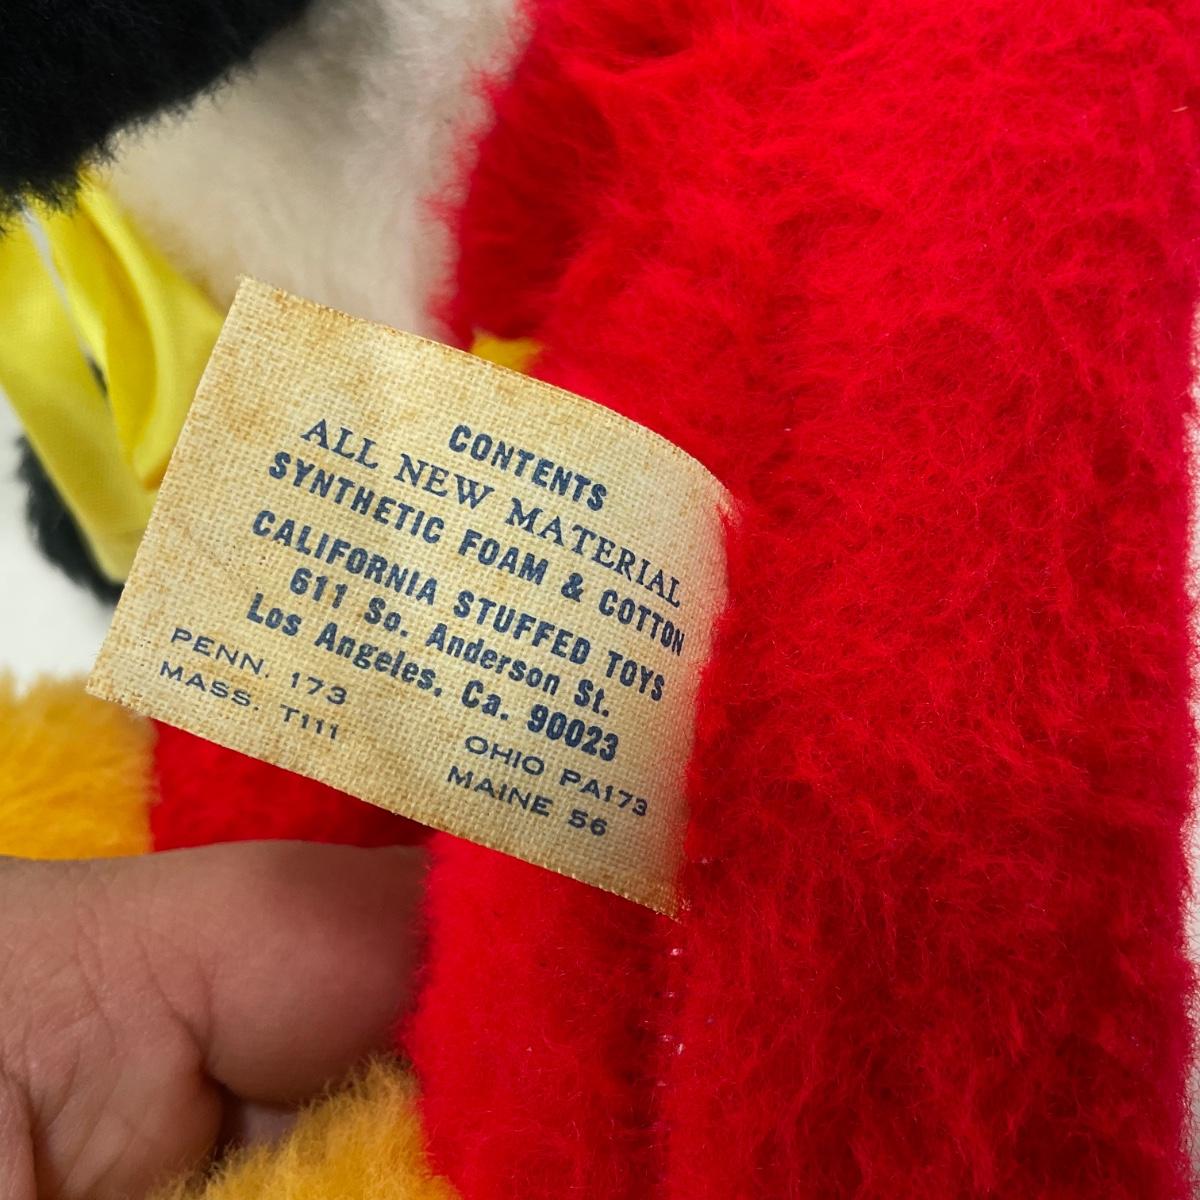 CONTENTS
ALL NEW MATERIAL
SYNTHETIC FOAM & COTTON
CALIFORNIA STUFFED TOYS
611 So. Anderson St.
Los Angeles, Ca. 90023
PENN. 173 OHIO PA173
MASS. T111 MAINE 56